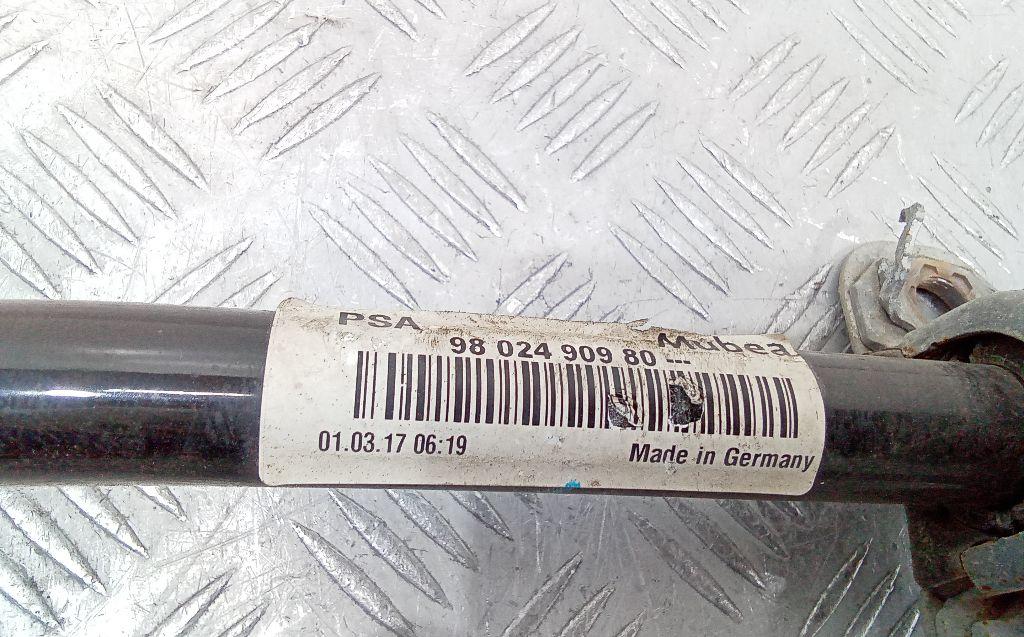 PSA Mubea
98 024 909 80 ---
01.03.17 06:19 Made in Germany